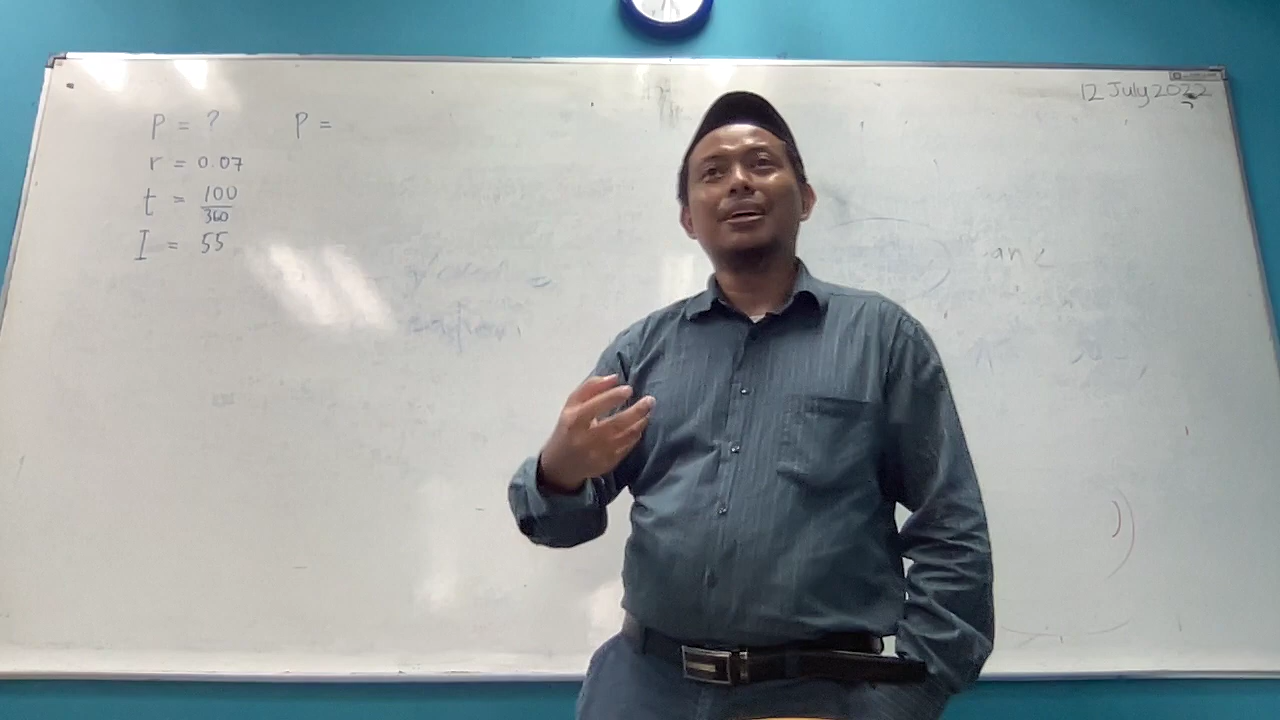 12 July 2022
P = ? P =
r = 0.07
t = 100/360
I = 55